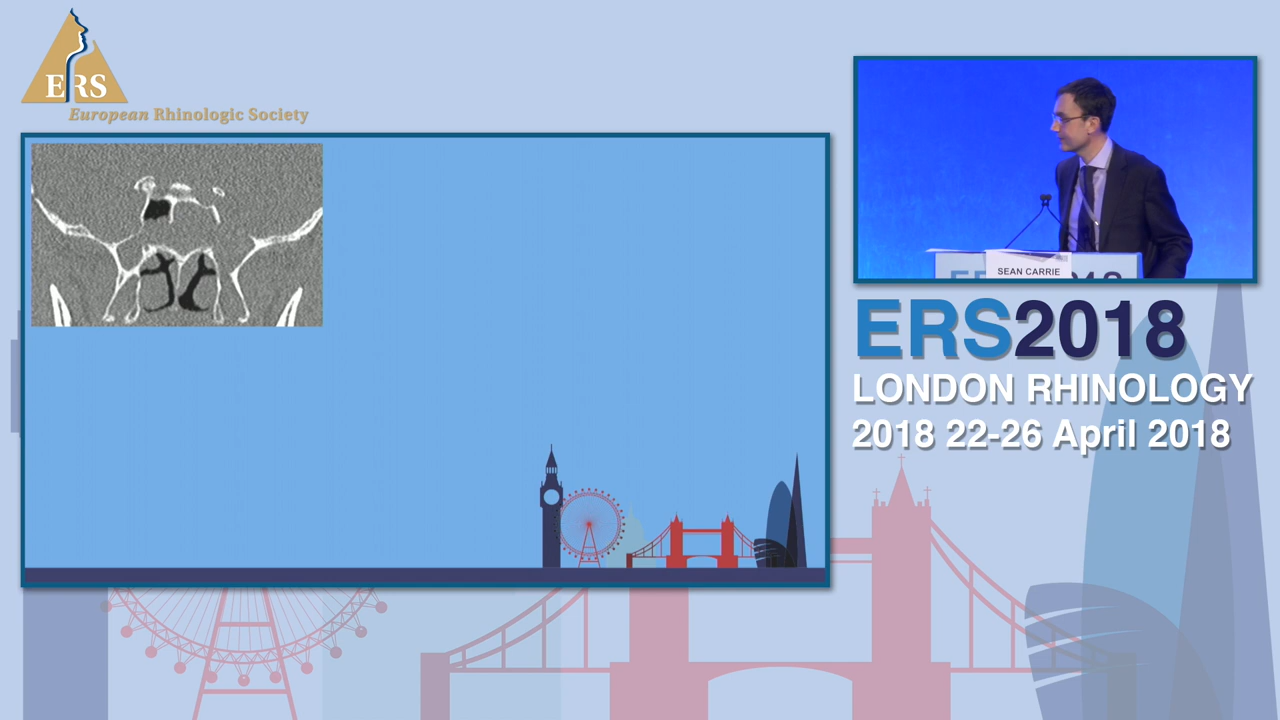 ERS
European Rhinologic Society
SEAN CARRIE
ERS2018
LONDON RHINOLOGY
2018 22-26 April 2018